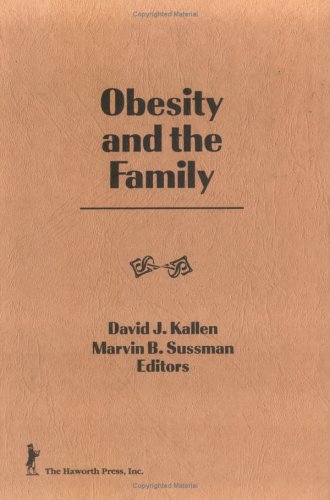 Obesity
and the
Family
David J. Kallen
Marvin B. Sussman
Editors
The Haworth Press, Inc.